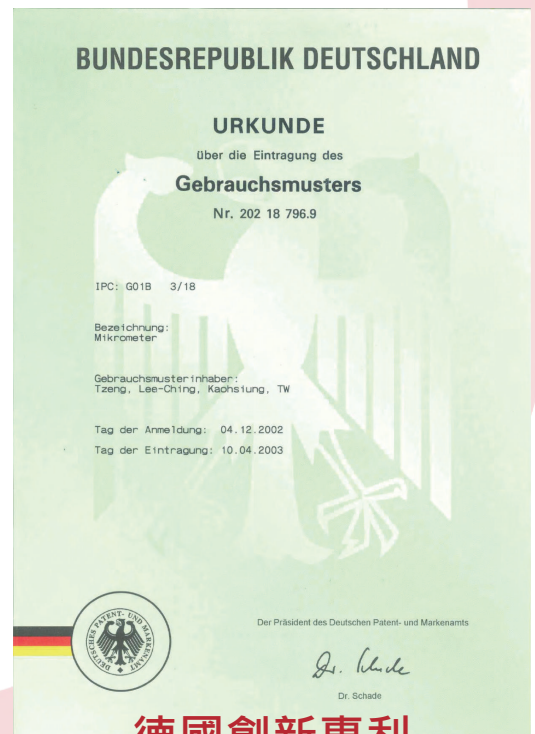 BUNDESREPUBLIK DEUTSCHLAND
URKUNDE
über die Eintragung des
Gebrauchsmusters
Nr. 202 18 796.9
IPC: G01B 3/18
Bezeichnung:
Mikrometer
Gebrauchsmusterinhaber:
Tzeng, Lee-Ching, Kaohsiung, TW
Tag der Anmeldung: 04.12.2002
Tag der Eintragung: 10.04.2003
DEUTSCHES PATENT- UND MARKENAMT
Der Präsident des Deutschen Patent- und Markenamts
Dr. Schade
Dr. Schade
德國創新專利